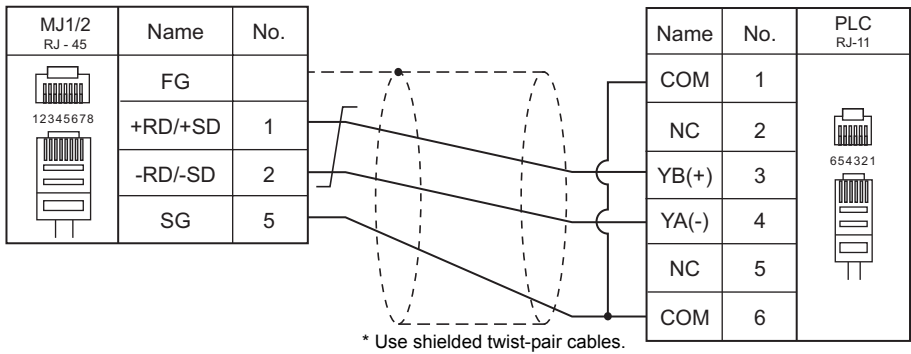 MJ1/2
RJ - 45
Name
No.
FG
12345678
+RD/+SD
1
-RD/-SD
2
SG
5
Name
No.
PLC
RJ-11
COM
1
NC
2
YB(+)
3
654321
YA(-)
4
NC
5
COM
6
* Use shielded twist-pair cables.